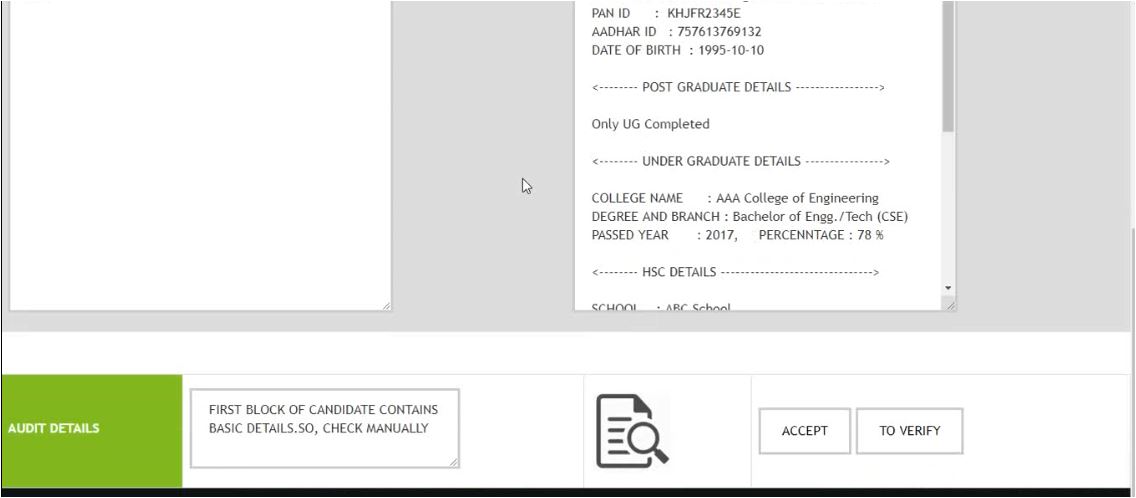 PAN ID : KHJFR2345E
AADHAR ID : 757613769132
DATE OF BIRTH : 1995-10-10
<-------- POST GRADUATE DETAILS ----------------->
Only UG Completed
<-------- UNDER GRADUATE DETAILS ---------------->
COLLEGE NAME : AAA College of Engineering
DEGREE AND BRANCH : Bachelor of Engg./Tech (CSE)
PASSED YEAR : 2017, PERCENNTAGE : 78 %
<-------- HSC DETAILS ------------------------------->
SCHOOL : ABC School
AUDIT DETAILS
FIRST BLOCK OF CANDIDATE CONTAINS
BASIC DETAILS.SO, CHECK MANUALLY
ACCEPT
TO VERIFY